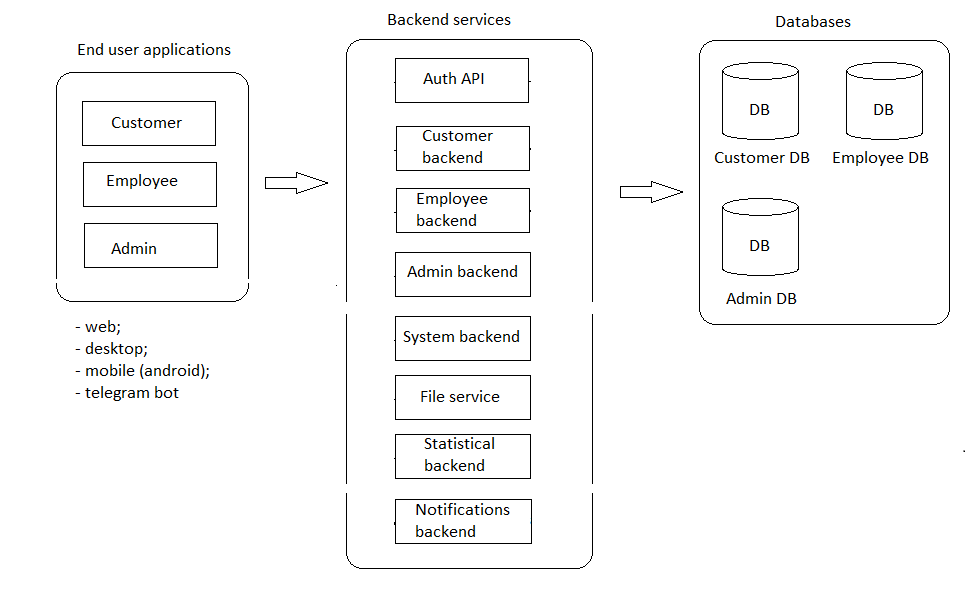 End user applications
Customer
Employee
Admin
- web;
- desktop;
- mobile (android);
- telegram bot
Backend services
Auth API
Customer
backend
Employee
backend
Admin backend
System backend
File service
Statistical
backend
Notifications
backend
Databases
DB
Customer DB
DB
Employee DB
DB
Admin DB